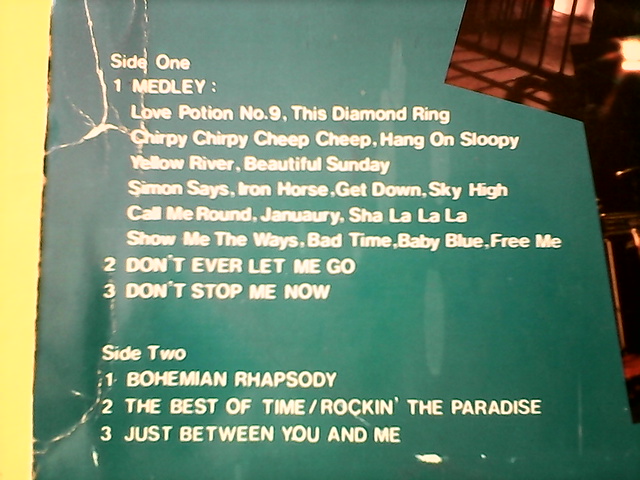 Side One
1 MEDLEY:
Love Potion No.9, This Diamond Ring
Chirpy Chirpy Cheep Cheep, Hang On Sloopy
Yellow River, Beautiful Sunday
Simon Says, Iron Horse, Get Down, Sky High
Call Me Round, Januaury, Sha La La La
Show Me The Ways, Bad Time, Baby Blue, Free Me
2 DON'T EVER LET ME GO
3 DON'T STOP ME NOW
Side Two
1 BOHEMIAN RHAPSODY
2 THE BEST OF TIME/ROCKIN' THE PARADISE
3 JUST BETWEEN YOU AND ME